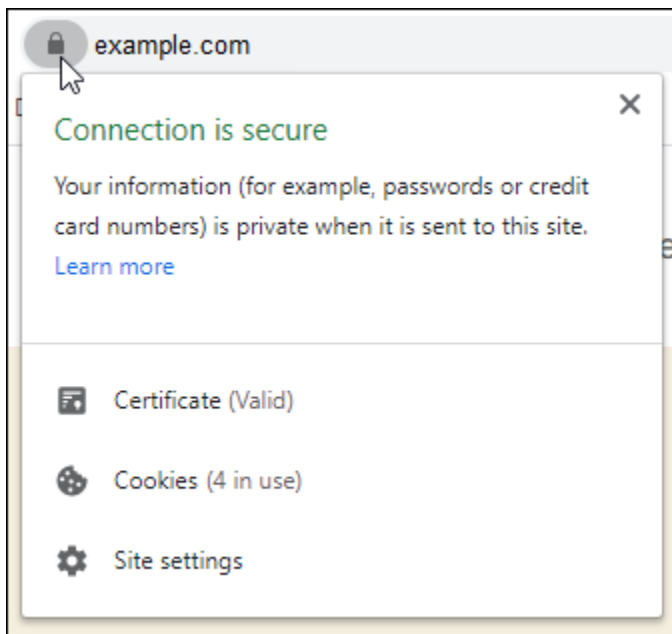 example.com
Connection is secure
Your information (for example, passwords or credit
card numbers) is private when it is sent to this site.
Learn more
Certificate (Valid)
Cookies (4 in use)
Site settings